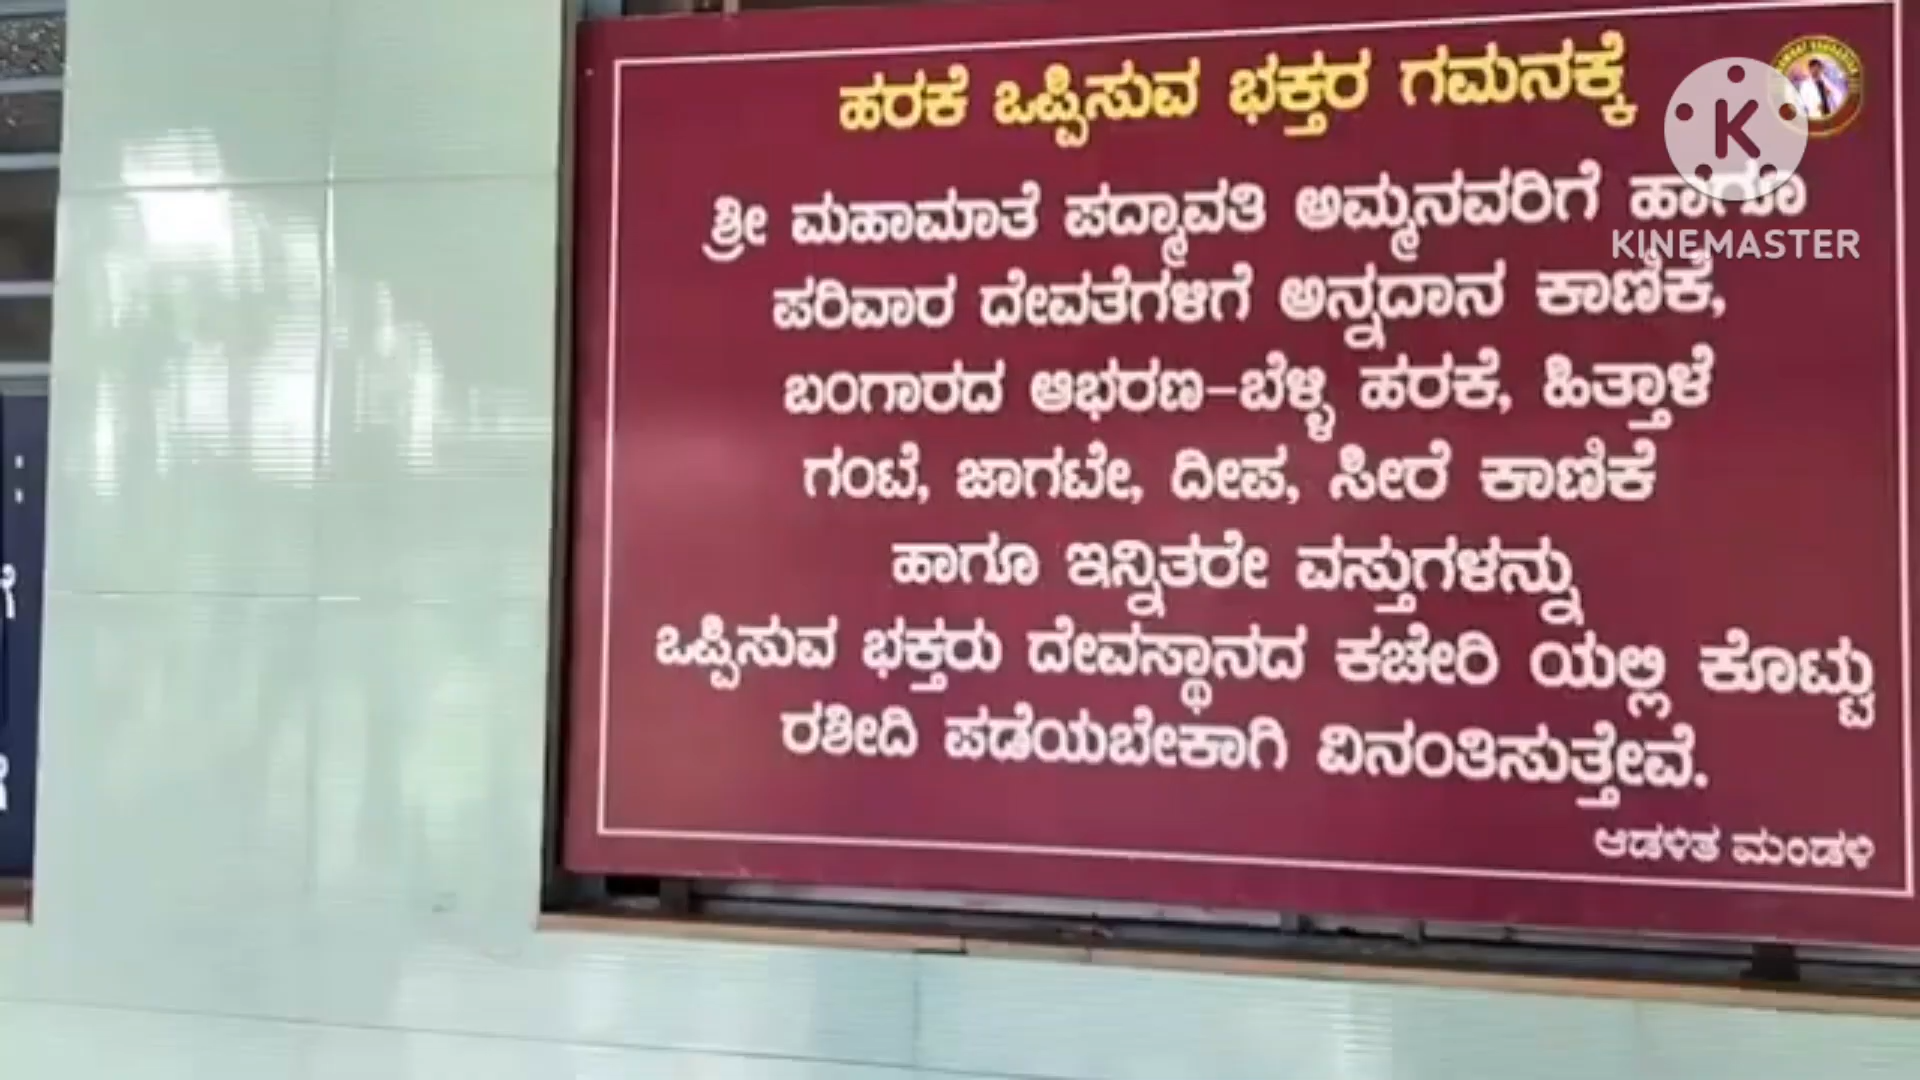 ಹರಕೆ ಒಪ್ಪಿಸುವ ಭಕ್ತರ ಗಮನಕ್ಕೆ
ಶ್ರೀ ಮಹಾಮಾತೆ ಪದ್ಮಾವತಿ ಅಮ್ಮನವರಿಗೆ ಹಾಗೂ
ಪರಿವಾರ ದೇವತೆಗಳಿಗೆ ಅನ್ನದಾನ ಕಾಣಿಕೆ,
ಬಂಗಾರದ ಆಭರಣ-ಬೆಳ್ಳಿ ಹರಕೆ, ಹಿತ್ತಾಳೆ
ಗಂಟೆ, ಜಾಗಟೇ, ದೀಪ, ಸೀರೆ ಕಾಣಿಕೆ
ಹಾಗೂ ಇನ್ನಿತರೇ ವಸ್ತುಗಳನ್ನು
ಒಪ್ಪಿಸುವ ಭಕ್ತರು ದೇವಸ್ಥಾನದ ಕಚೇರಿ ಯಲ್ಲಿ ಕೊಟ್ಟು
ರಶೀದಿ ಪಡೆಯಬೇಕಾಗಿ ವಿನಂತಿಸುತ್ತೇವೆ.
ಆಡಳಿತ ಮಂಡಳಿ
K
KINEMASTER